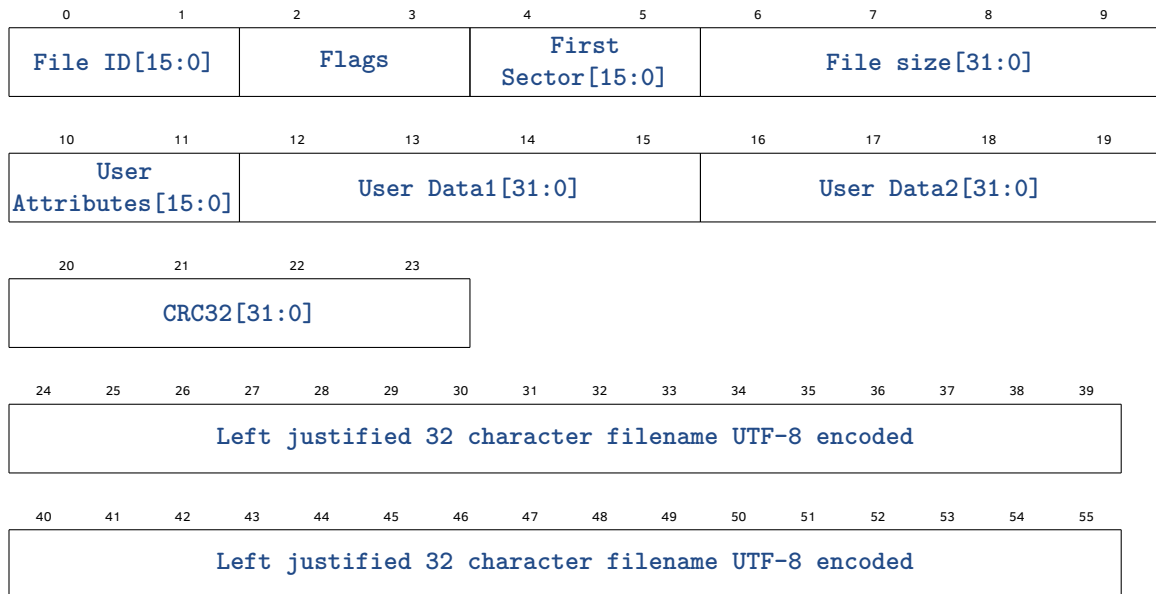 0 1 2 3 4 5 6 7 8 9
File ID[15:0] Flags First Sector[15:0] File size[31:0]
10 11 12 13 14 15 16 17 18 19
User Attributes[15:0] User Data1[31:0] User Data2[31:0]
20 21 22 23
CRC32[31:0]
24 25 26 27 28 29 30 31 32 33 34 35 36 37 38 39
Left justified 32 character filename UTF-8 encoded
40 41 42 43 44 45 46 47 48 49 50 51 52 53 54 55
Left justified 32 character filename UTF-8 encoded